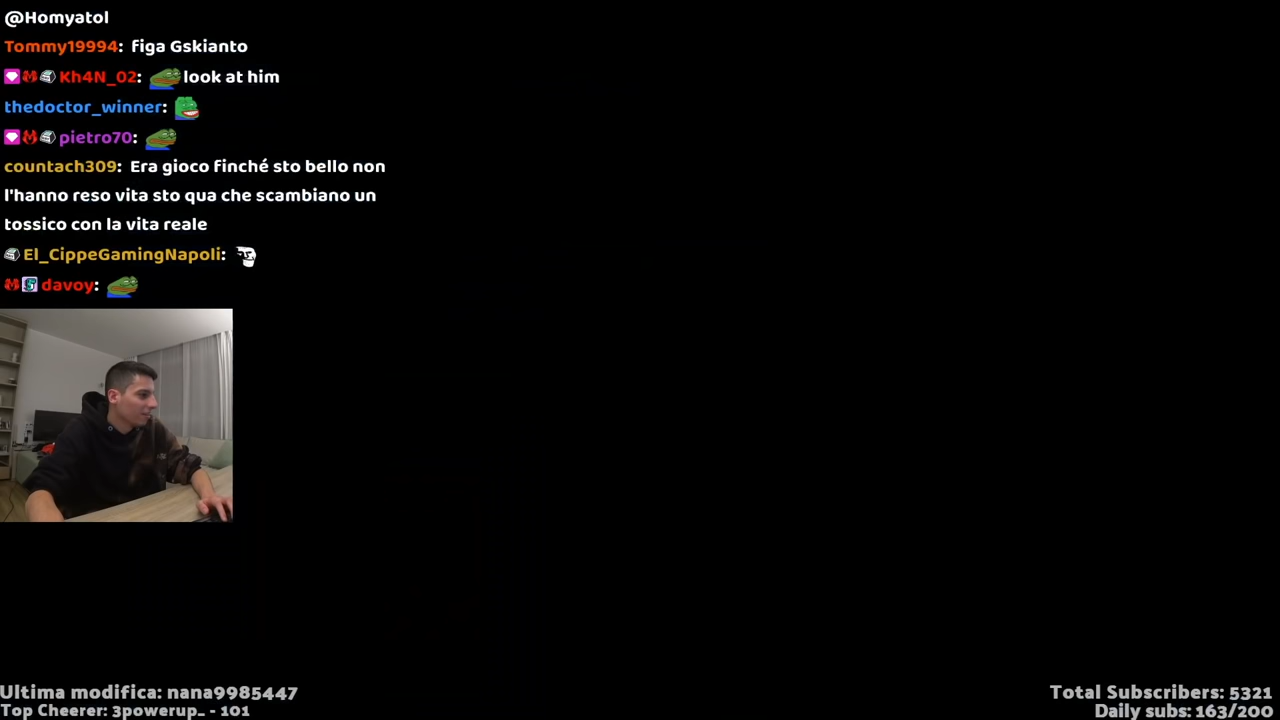 @Homyatol
Tommy19994: figa Gskianto
Kh4N_02: look at him
thedoctor_winner:
pietro70:
countach309: Era gioco finché sto bello non
l'hanno reso vita sto qua che scambiano un
tossico con la vita reale
El_CippeGamingNapoli:
davoy:
Ultima modifica: nana9985447
Top Cheerer: 3powerup_ - 101
Total Subscribers: 5321
Daily subs: 163/200